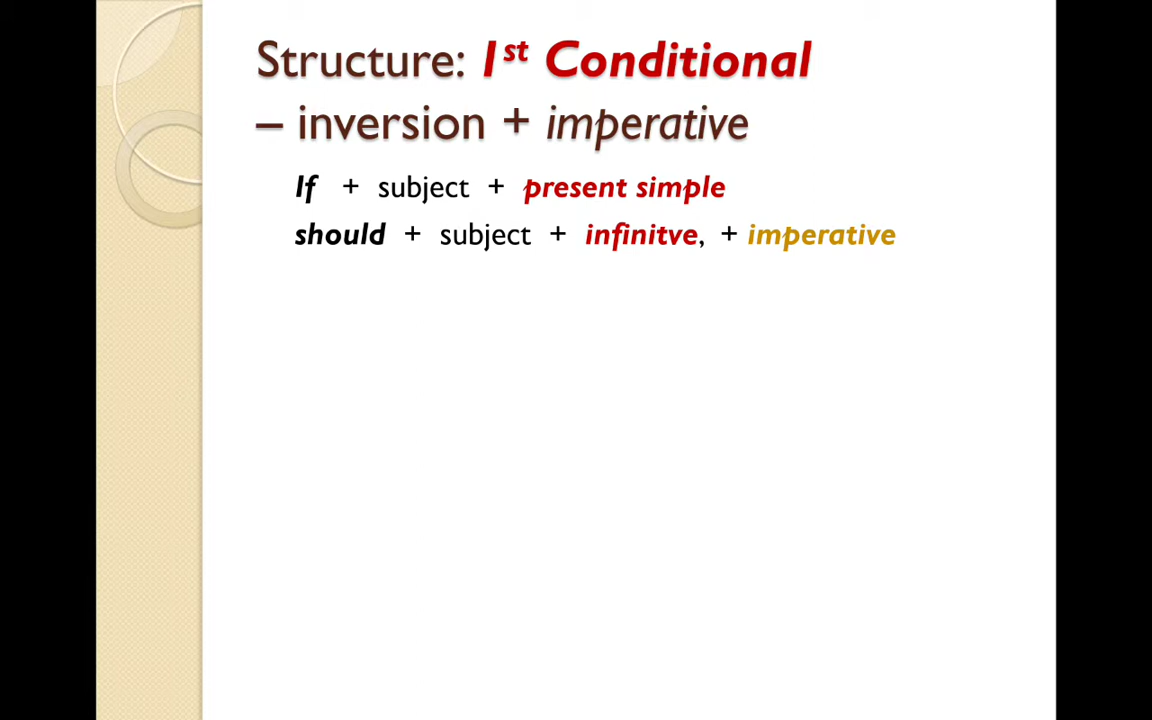 Structure: 1st Conditional
– inversion + imperative
If + subject + present simple
should + subject + infinitve, + imperative